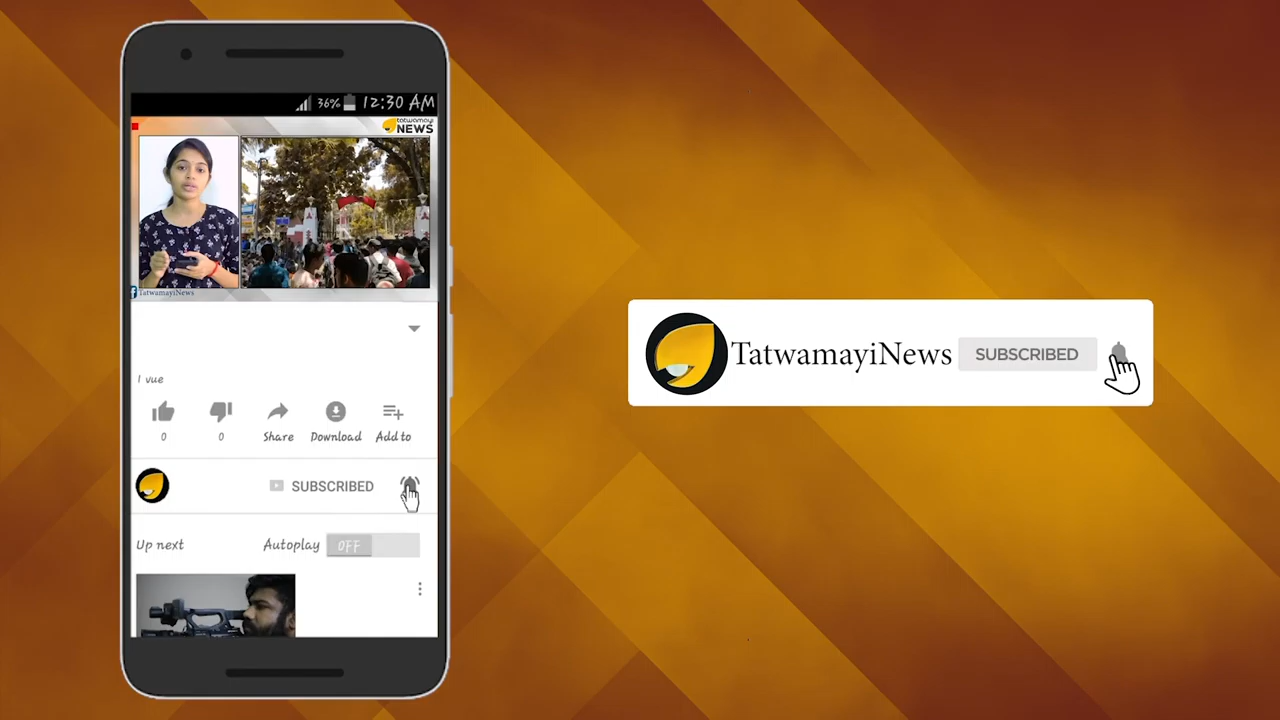 36% 12:30 AM
tatwamayi
NEWS
TatwamayiNews
1 vue
0 0 Share Download Add to
SUBSCRIBED
Up next Autoplay OFF
TatwamayiNews SUBSCRIBED